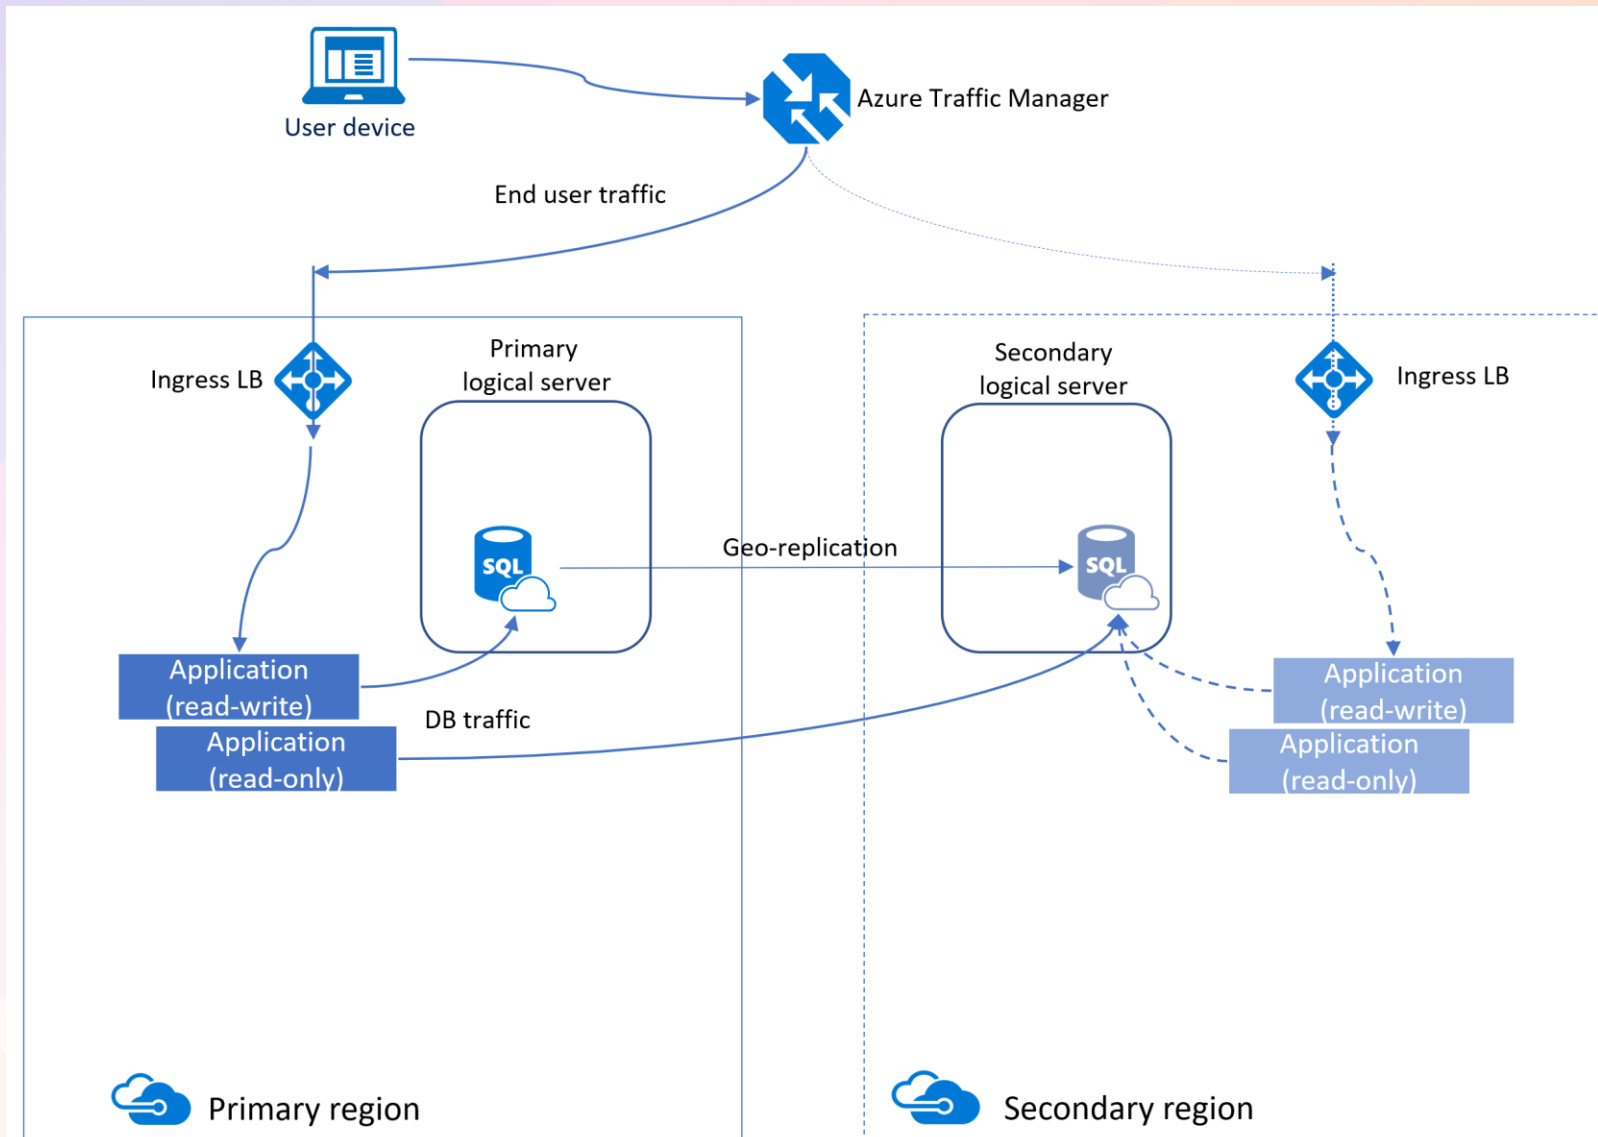 User device
Azure Traffic Manager
End user traffic
Ingress LB
Primary
logical server
Secondary
logical server
Ingress LB
SQL
Geo-replication
SQL
Application
(read-write)
Application
(read-only)
DB traffic
Application
(read-write)
Application
(read-only)
Primary region
Secondary region